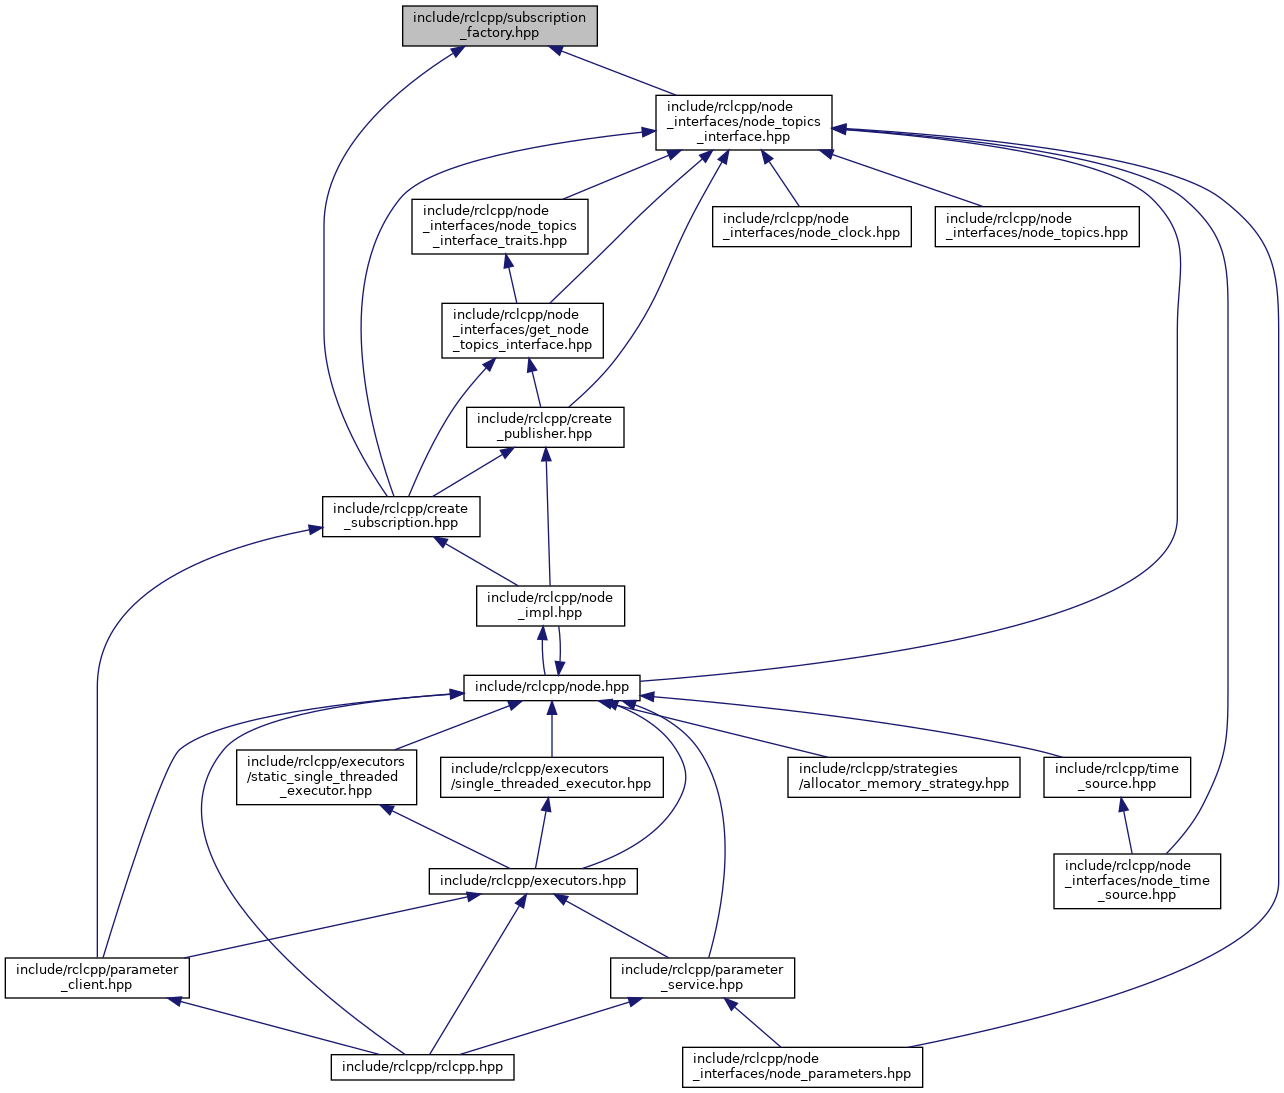 include/rclcpp/subscription
_factory.hpp
include/rclcpp/node
_interfaces/node_topics
_interface.hpp
include/rclcpp/node
_interfaces/node_topics
_interface_traits.hpp
include/rclcpp/node
_interfaces/node_clock.hpp
include/rclcpp/node
_interfaces/node_topics.hpp
include/rclcpp/node
_interfaces/get_node
_topics_interface.hpp
include/rclcpp/create
_publisher.hpp
include/rclcpp/create
_subscription.hpp
include/rclcpp/node
_impl.hpp
include/rclcpp/node.hpp
include/rclcpp/executors
/static_single_threaded
_executor.hpp
include/rclcpp/executors
/single_threaded_executor.hpp
include/rclcpp/strategies
/allocator_memory_strategy.hpp
include/rclcpp/time
_source.hpp
include/rclcpp/executors.hpp
include/rclcpp/node
_interfaces/node_time
_source.hpp
include/rclcpp/parameter
_client.hpp
include/rclcpp/parameter
_service.hpp
include/rclcpp/rclcpp.hpp
include/rclcpp/node
_interfaces/node_parameters.hpp